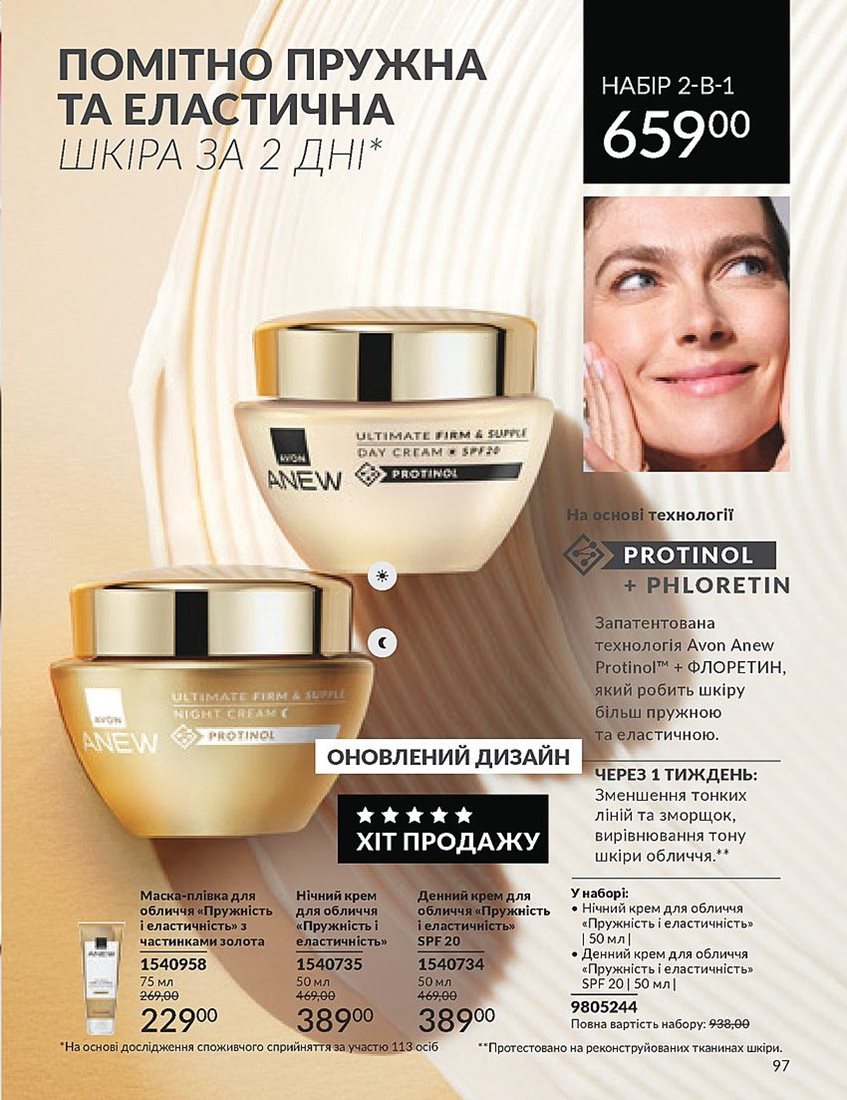 ПОМІТНО ПРУЖНА
ТА ЕЛАСТИЧНА
ШКІРА ЗА 2 ДНІ*
НАБІР 2-В-1
659⁰⁰
ULTIMATE FIRM & SUPPLE
DAY CREAM SPF20
PROTINOL
AVON
ANEW
ULTIMATE FIRM & SUPPLE
NIGHT CREAM
PROTINOL
AVON
ANEW
На основі технології
PROTINOL
+ PHLORETIN
Запатентована
технологія Avon Anew
Protinol™ + ФЛОРЕТИН,
який робить шкіру
більш пружною
та еластичною.
ОНОВЛЕНИЙ ДИЗАЙН
ХІТ ПРОДАЖУ
ЧЕРЕЗ 1 ТИЖДЕНЬ:
Зменшення тонких
ліній та зморщок,
вирівнювання тону
шкіри обличчя.**
ANEW
Маска-плівка для
обличчя «Пружність
і еластичність» з
частинками золота
1540958
75 мл
269,00
229⁰⁰
Нічний крем
для обличчя
«Пружність і
еластичність»
1540735
50 мл
469,00
389⁰⁰
Денний крем для
обличчя «Пружність
і еластичність»
SPF 20
1540734
50 мл
469,00
389⁰⁰
У наборі:
• Нічний крем для обличчя
«Пружність і еластичність»
| 50 мл |
• Денний крем для обличчя
«Пружність і еластичність»
SPF 20 | 50 мл |
9805244
Повна вартість набору: 938,00
*На основі дослідження споживчого сприйняття за участю 113 осіб
**Протестовано на реконструйованих тканинах шкіри.
97